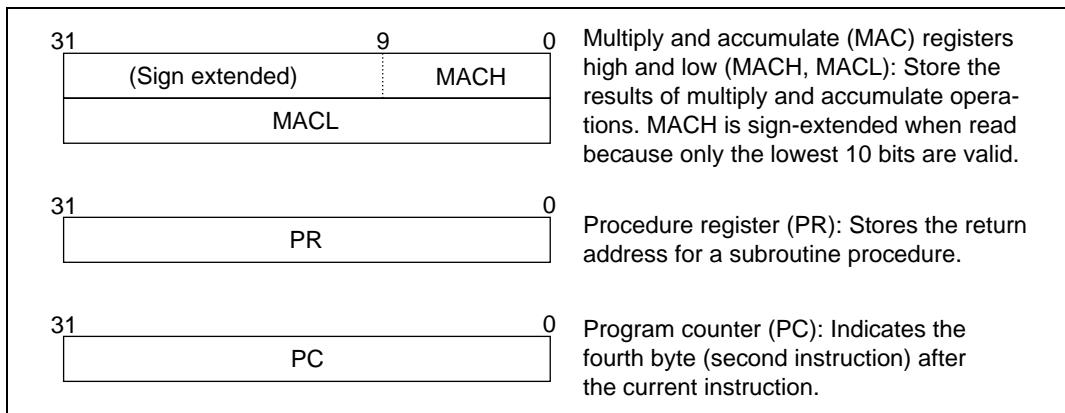 31 9 0
(Sign extended) MACH
MACL
Multiply and accumulate (MAC) registers
high and low (MACH, MACL): Store the
results of multiply and accumulate opera-
tions. MACH is sign-extended when read
because only the lowest 10 bits are valid.
31 0
PR
Procedure register (PR): Stores the return
address for a subroutine procedure.
31 0
PC
Program counter (PC): Indicates the
fourth byte (second instruction) after
the current instruction.